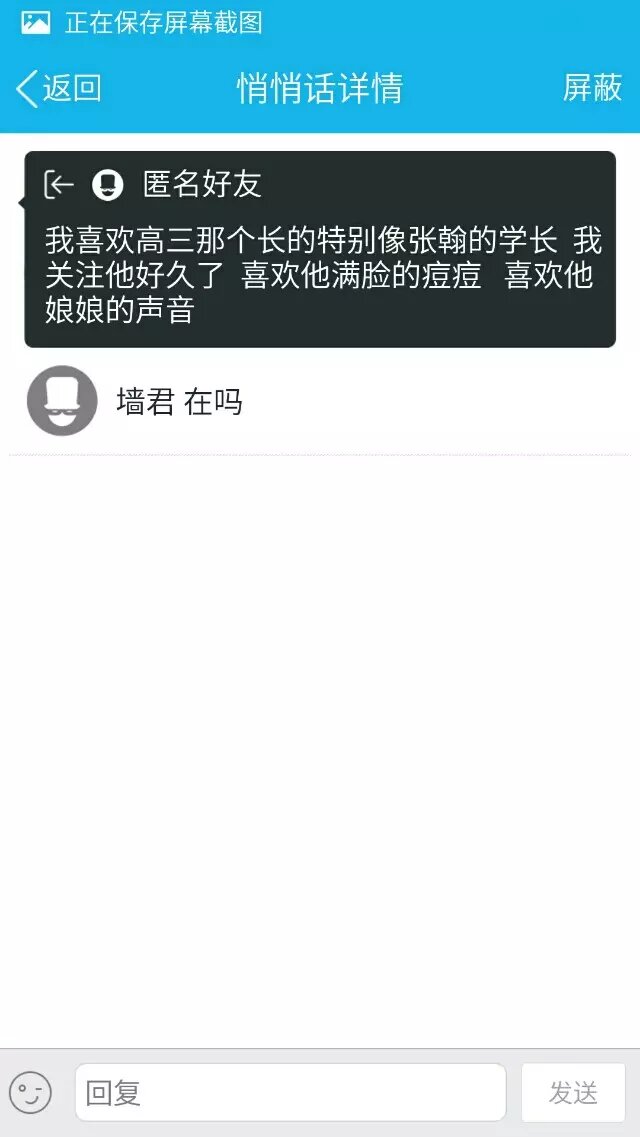 正在保存屏幕截图
返回 悄悄话详情 屏蔽
匿名好友
我喜欢高三那个长的特别像张翰的学长 我
关注他好久了 喜欢他满脸的痘痘 喜欢他
娘娘的声音
墙君 在吗
回复 发送